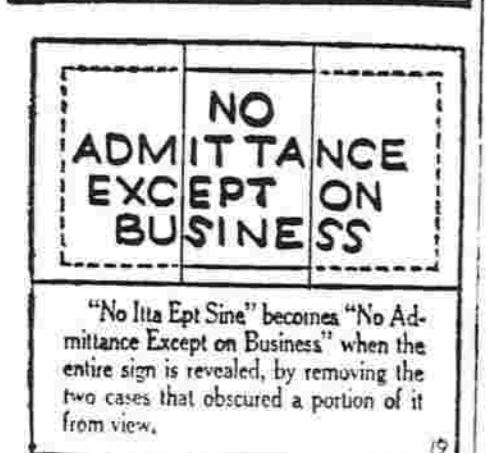 NO
ADMITTANCE
EXCEPT ON
BUSINESS
"No Itta Ept Sine" becomes "No Ad-
mittance Except on Business" when the
entire sign is revealed, by removing the
two cases that obscured a portion of it
from view.
19